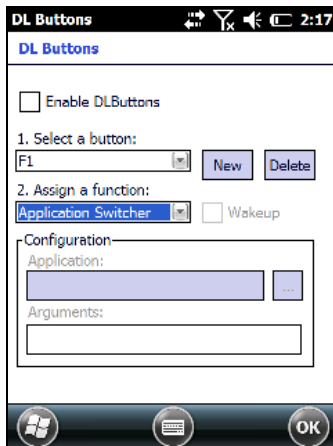 DL Buttons 2:17
DL Buttons
Enable DLButtons
1. Select a button:
F1 New Delete
2. Assign a function:
Application Switcher Wakeup
Configuration
Application:
...
Arguments:
OK